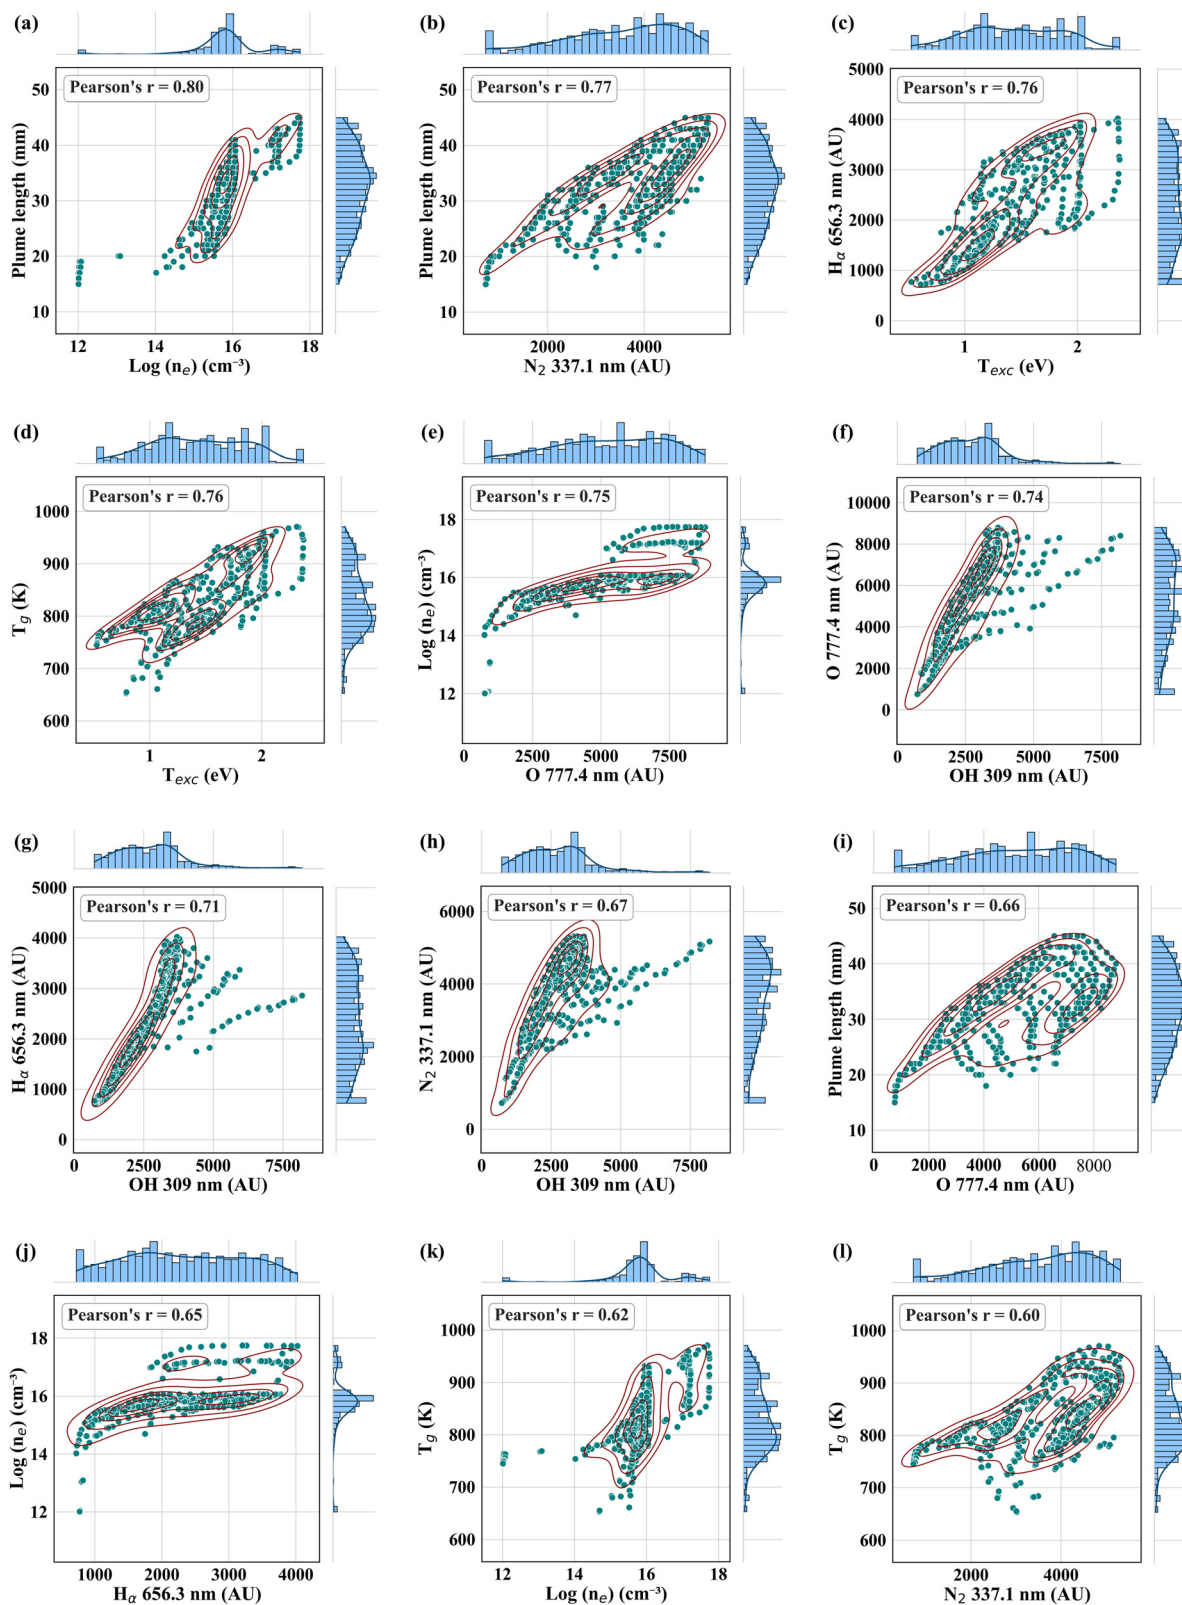 (a)
Pearson's r = 0.80
Plume length (mm)
50
40
30
20
10
12 14 16 18
Log (nₑ) (cm⁻³)
(b)
Pearson's r = 0.77
Plume length (mm)
50
40
30
20
10
2000 4000
N₂ 337.1 nm (AU)
(c)
Pearson's r = 0.76
Hα 656.3 nm (AU)
5000
4000
3000
2000
1000
0
1 2
Tₑₓc (eV)
(d)
Pearson's r = 0.76
T_g (K)
1000
900
800
700
600
1 2
Tₑₓc (eV)
(e)
Pearson's r = 0.75
Log (nₑ) (cm⁻³)
18
16
14
12
0 2500 5000 7500
O 777.4 nm (AU)
(f)
Pearson's r = 0.74
O 777.4 nm (AU)
10000
8000
6000
4000
2000
0
0 2500 5000 7500
OH 309 nm (AU)
(g)
Pearson's r = 0.71
Hα 656.3 nm (AU)
5000
4000
3000
2000
1000
0
0 2500 5000 7500
OH 309 nm (AU)
(h)
Pearson's r = 0.67
N₂ 337.1 nm (AU)
6000
4000
2000
0
0 2500 5000 7500
OH 309 nm (AU)
(i)
Pearson's r = 0.66
Plume length (mm)
50
40
30
20
10
0 2000 4000 6000 8000
O 777.4 nm (AU)
(j)
Pearson's r = 0.65
Log (nₑ) (cm⁻³)
18
16
14
12
1000 2000 3000 4000
Hα 656.3 nm (AU)
(k)
Pearson's r = 0.62
T_g (K)
1000
900
800
700
600
12 14 16 18
Log (nₑ) (cm⁻³)
(l)
Pearson's r = 0.60
T_g (K)
1000
900
800
700
600
2000 4000
N₂ 337.1 nm (AU)